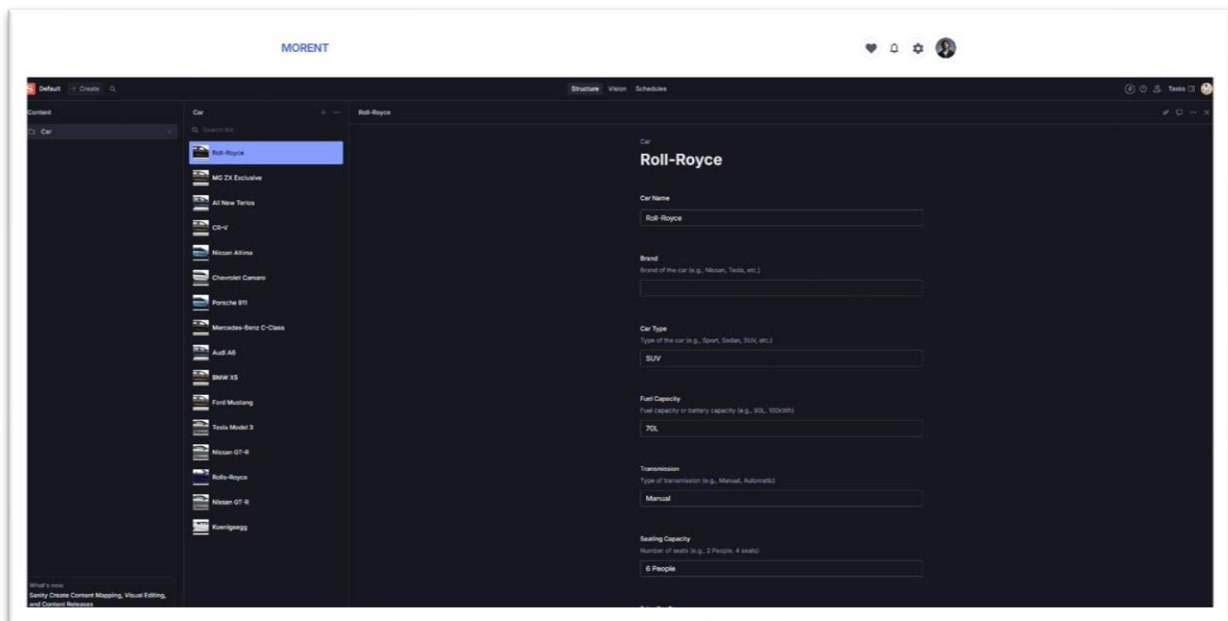 MORENT
Default + Create
Structure Vision Schedules
Tasks
Content
Car
Car
Search list
Roll-Royce
MG ZX Exclusive
All New Terios
CR-V
Nissan Altima
Chevrolet Camaro
Porsche 911
Mercedes-Benz C-Class
Audi A6
BMW X5
Ford Mustang
Tesla Model 3
Nissan GT-R
Rolls-Royce
Nissan GT-R
Koenigsegg
What's new
Sanity Create Content Mapping, Visual Editing,
and Content Releases
Roll-Royce
Car
Roll-Royce
Car Name
Roll-Royce
Brand
Brand of the car (e.g., Nissan, Tesla, etc.)
Car Type
Type of the car (e.g., Sport, Sedan, SUV, etc.)
SUV
Fuel Capacity
Fuel capacity or battery capacity (e.g., 90L, 100kWh)
70L
Transmission
Type of transmission (e.g., Manual, Automatic)
Manual
Seating Capacity
Number of seats (e.g., 2 People, 4 seats)
6 People